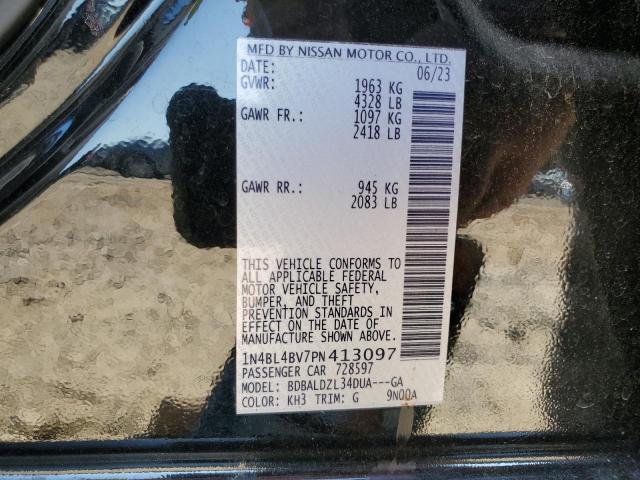 MFD BY NISSAN MOTOR CO., LTD.
DATE: 06/23
GVWR: 1963 KG
4328 LB
GAWR FR.: 1097 KG
2418 LB
GAWR RR.: 945 KG
2083 LB
THIS VEHICLE CONFORMS TO
ALL APPLICABLE FEDERAL
MOTOR VEHICLE SAFETY,
BUMPER, AND THEFT
PREVENTION STANDARDS IN
EFFECT ON THE DATE OF
MANUFACTURE SHOWN ABOVE.
1N4BL4BV7PN413097
PASSENGER CAR 728597
MODEL: BDBALDZL34DUA---GA
COLOR: KH3 TRIM: G 9N00A